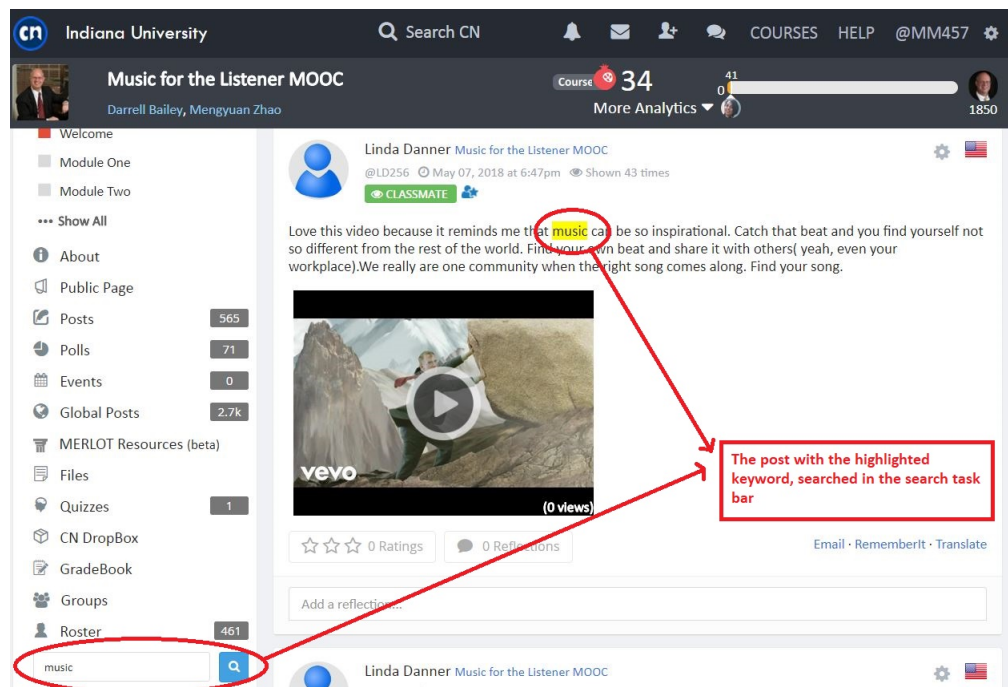 CN Indiana University Search CN COURSES HELP @MM457
Music for the Listener MOOC
Darrell Bailey, Mengyuan Zhao
Course 34
More Analytics
41
0
1850
Welcome
Module One
Module Two
Show All
About
Public Page
Posts 565
Polls 71
Events 0
Global Posts 2.7k
MERLOT Resources (beta)
Files
Quizzes 1
CN DropBox
GradeBook
Groups
Roster 461
music
Linda Danner Music for the Listener MOOC
@LD256 May 07, 2018 at 6:47pm Shown 43 times
CLASSMATE
Love this video because it reminds me that music can be so inspirational. Catch that beat and you find yourself not
so different from the rest of the world. Find your own beat and share it with others( yeah, even your
workplace).We really are one community when the right song comes along. Find your song.
vevo
(0 views)
The post with the highlighted
keyword, searched in the search task
bar
0 Ratings 0 Reflections
Email · RememberIt · Translate
Add a reflection...
Linda Danner Music for the Listener MOOC